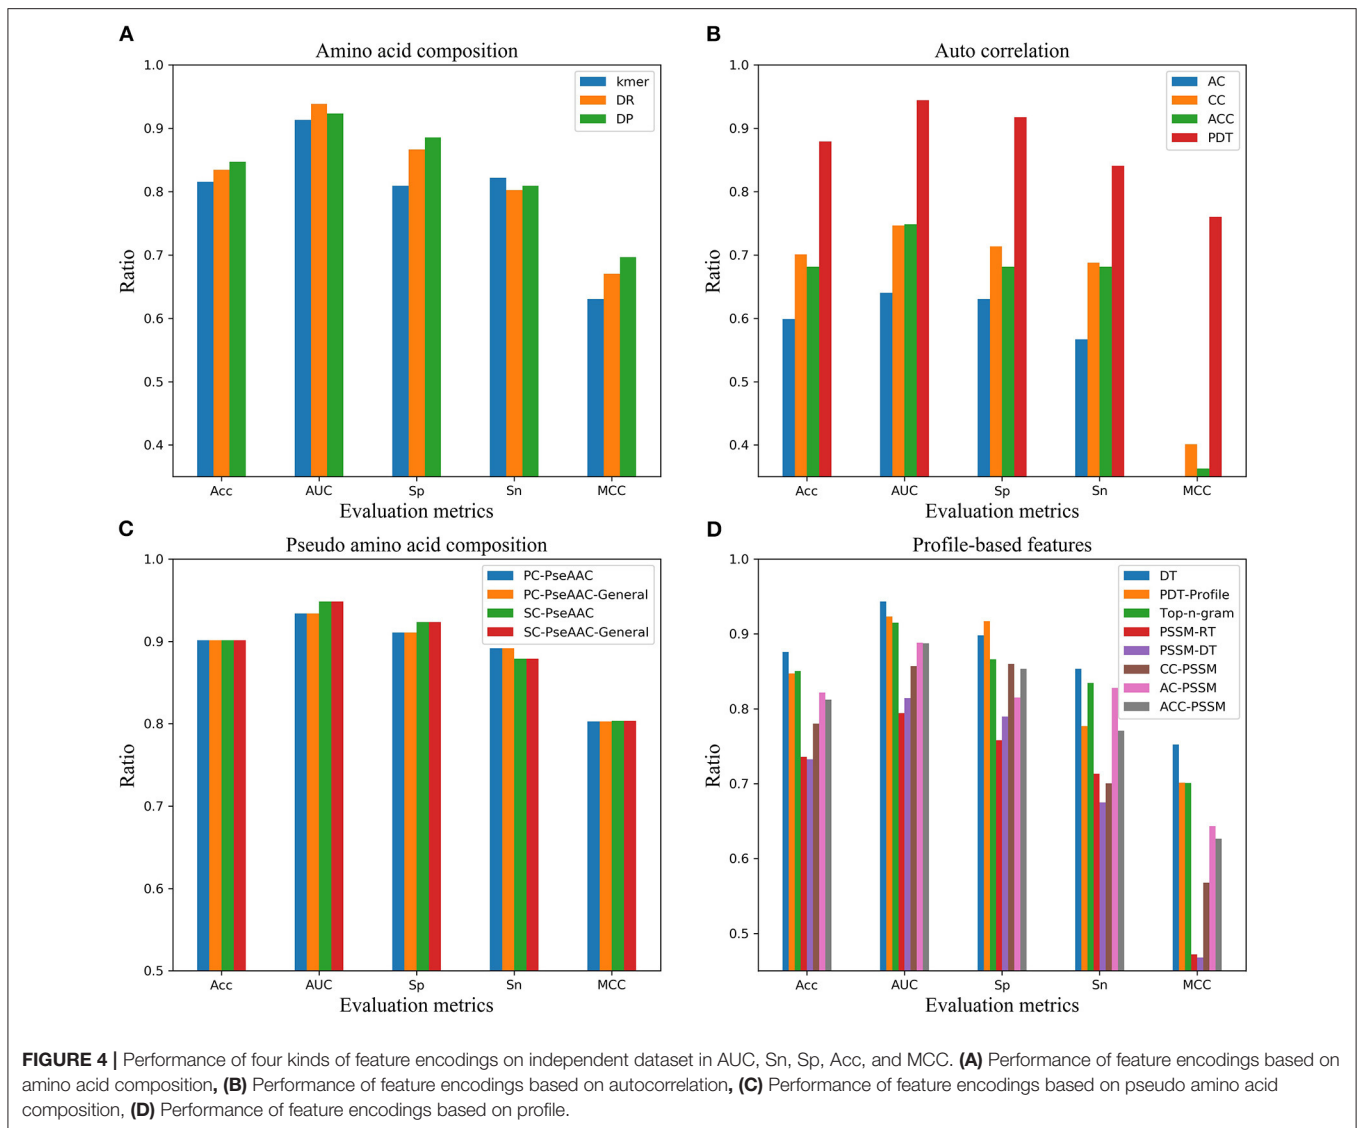 A
Amino acid composition
1.0
0.9
0.8
0.7
0.6
0.5
0.4
Ratio
kmer
DR
DP
Acc AUC Sp Sn MCC
Evaluation metrics
B
Auto correlation
1.0
0.9
0.8
0.7
0.6
0.5
0.4
Ratio
AC
CC
ACC
PDT
Acc AUC Sp Sn MCC
Evaluation metrics
C
Pseudo amino acid composition
1.0
0.9
0.8
0.7
0.6
0.5
Ratio
PC-PseAAC
PC-PseAAC-General
SC-PseAAC
SC-PseAAC-General
Acc AUC Sp Sn MCC
Evaluation metrics
D
Profile-based features
1.0
0.9
0.8
0.7
0.6
0.5
Ratio
DT
PDT-Profile
Top-n-gram
PSSM-RT
PSSM-DT
CC-PSSM
AC-PSSM
ACC-PSSM
Acc AUC Sp Sn MCC
Evaluation metrics
FIGURE 4 | Performance of four kinds of feature encodings on independent dataset in AUC, Sn, Sp, Acc, and MCC. (A) Performance of feature encodings based on
amino acid composition, (B) Performance of feature encodings based on autocorrelation, (C) Performance of feature encodings based on pseudo amino acid
composition, (D) Performance of feature encodings based on profile.